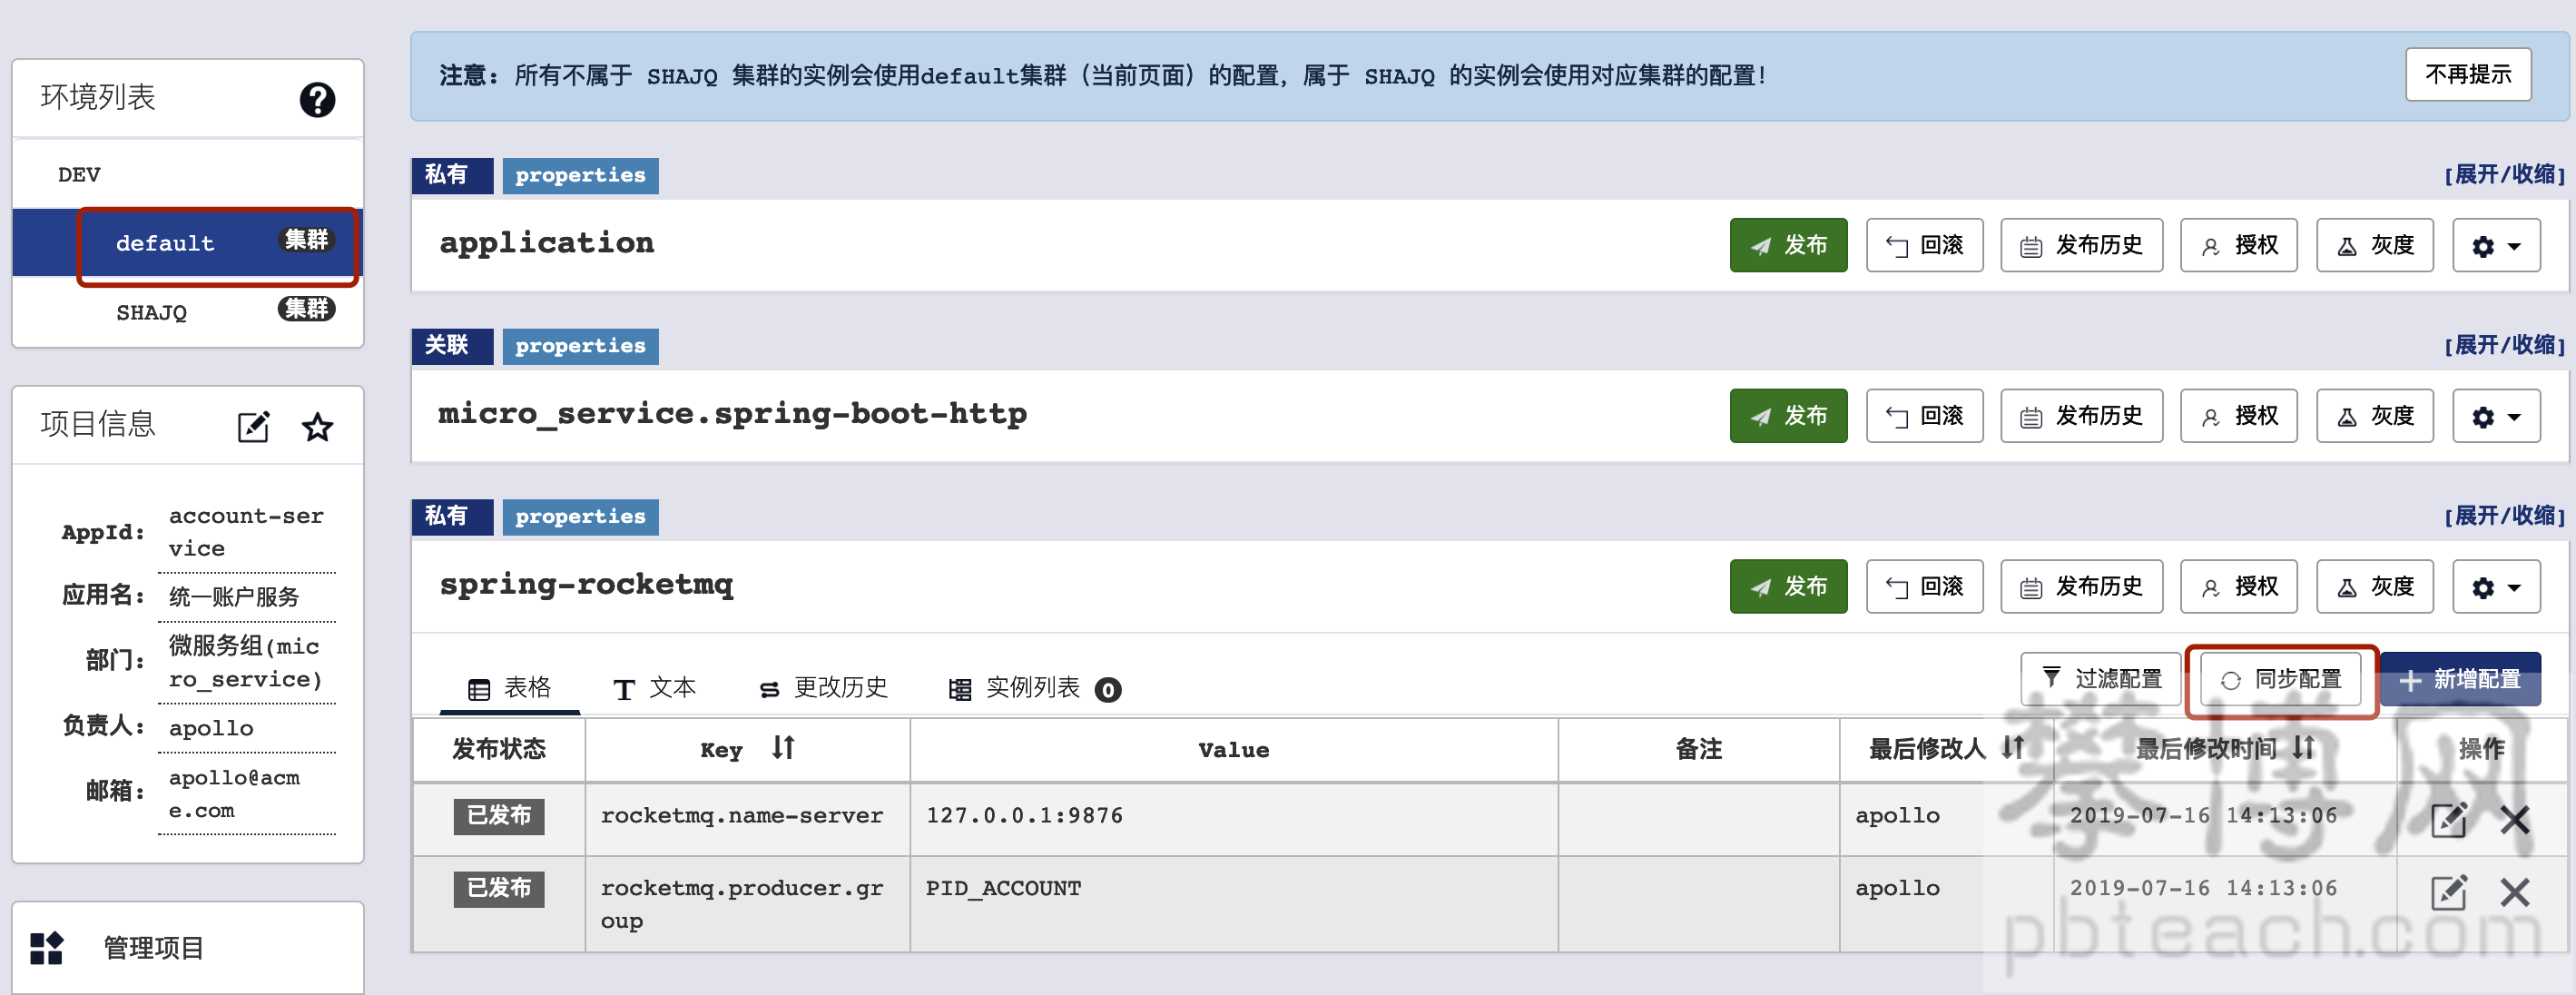 注意: 所有不属于 SHAJQ 集群的实例会使用default集群 (当前页面) 的配置, 属于 SHAJQ 的实例会使用对应集群的配置!
不再提示
环境列表
DEV
default 集群
SHAJQ 集群
项目信息
AppId: account-ser
vice
应用名: 统一账户服务
部门: 微服务组(mic
ro_service)
负责人: apollo
邮箱: apollo@acm
e.com
管理项目
私有 properties [展开/收缩]
application 发布 回滚 发布历史 授权 灰度
关联 properties [展开/收缩]
micro_service.spring-boot-http 发布 回滚 发布历史 授权 灰度
私有 properties [展开/收缩]
spring-rocketmq 发布 回滚 发布历史 授权 灰度
表格 文本 更改历史 实例列表 0 过滤配置 同步配置 新增配置
发布状态 Key Value 备注 最后修改人 最后修改时间 操作
已发布 rocketmq.name-server 127.0.0.1:9876 apollo 2019-07-16 14:13:06
已发布 rocketmq.producer.gr
oup PID_ACCOUNT apollo 2019-07-16 14:13:06
攀博网
pbteach.com